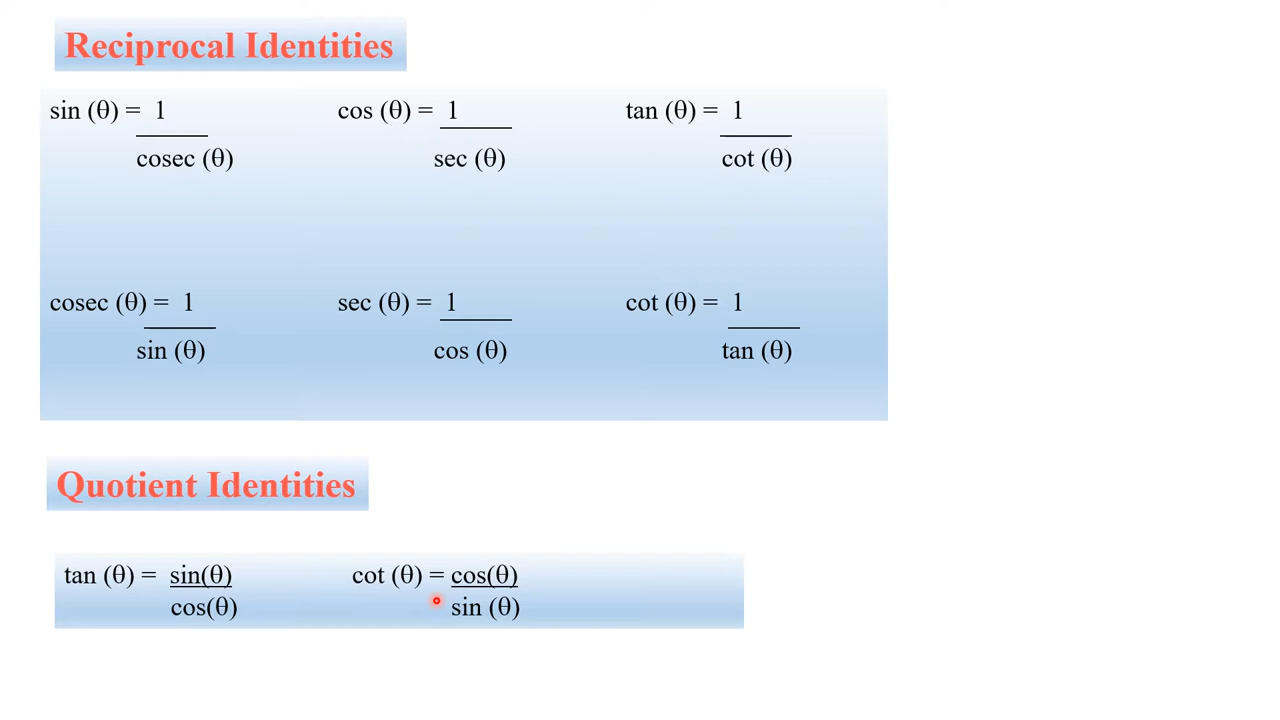 Reciprocal Identities
sin (θ) = 1 cos (θ) = 1 tan (θ) = 1
cosec (θ) sec (θ) cot (θ)
cosec (θ) = 1 sec (θ) = 1 cot (θ) = 1
sin (θ) cos (θ) tan (θ)
Quotient Identities
tan (θ) = sin(θ) cot (θ) = cos(θ)
cos(θ) sin (θ)